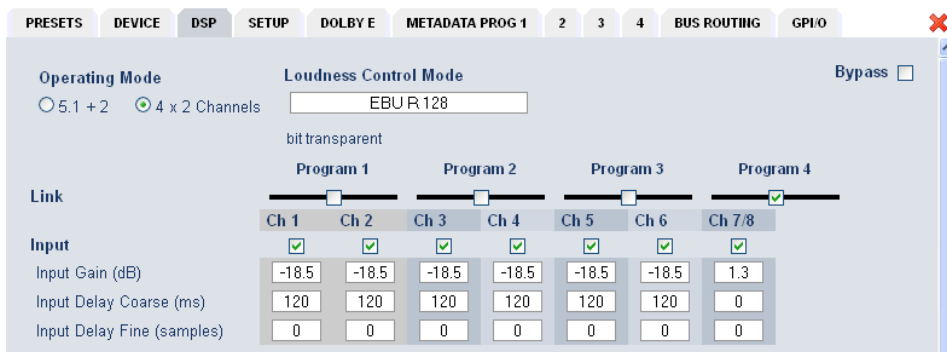 PRESETS DEVICE DSP SETUP DOLBY E METADATA PROG 1 2 3 4 BUS ROUTING GPI/O
Operating Mode Loudness Control Mode Bypass
5.1 + 2 4 x 2 Channels EBU R 128
bit transparent
Program 1 Program 2 Program 3 Program 4
Link
Ch 1 Ch 2 Ch 3 Ch 4 Ch 5 Ch 6 Ch 7/8
Input
Input Gain (dB) -18.5 -18.5 -18.5 -18.5 -18.5 -18.5 1.3
Input Delay Coarse (ms) 120 120 120 120 120 120 0
Input Delay Fine (samples) 0 0 0 0 0 0 0